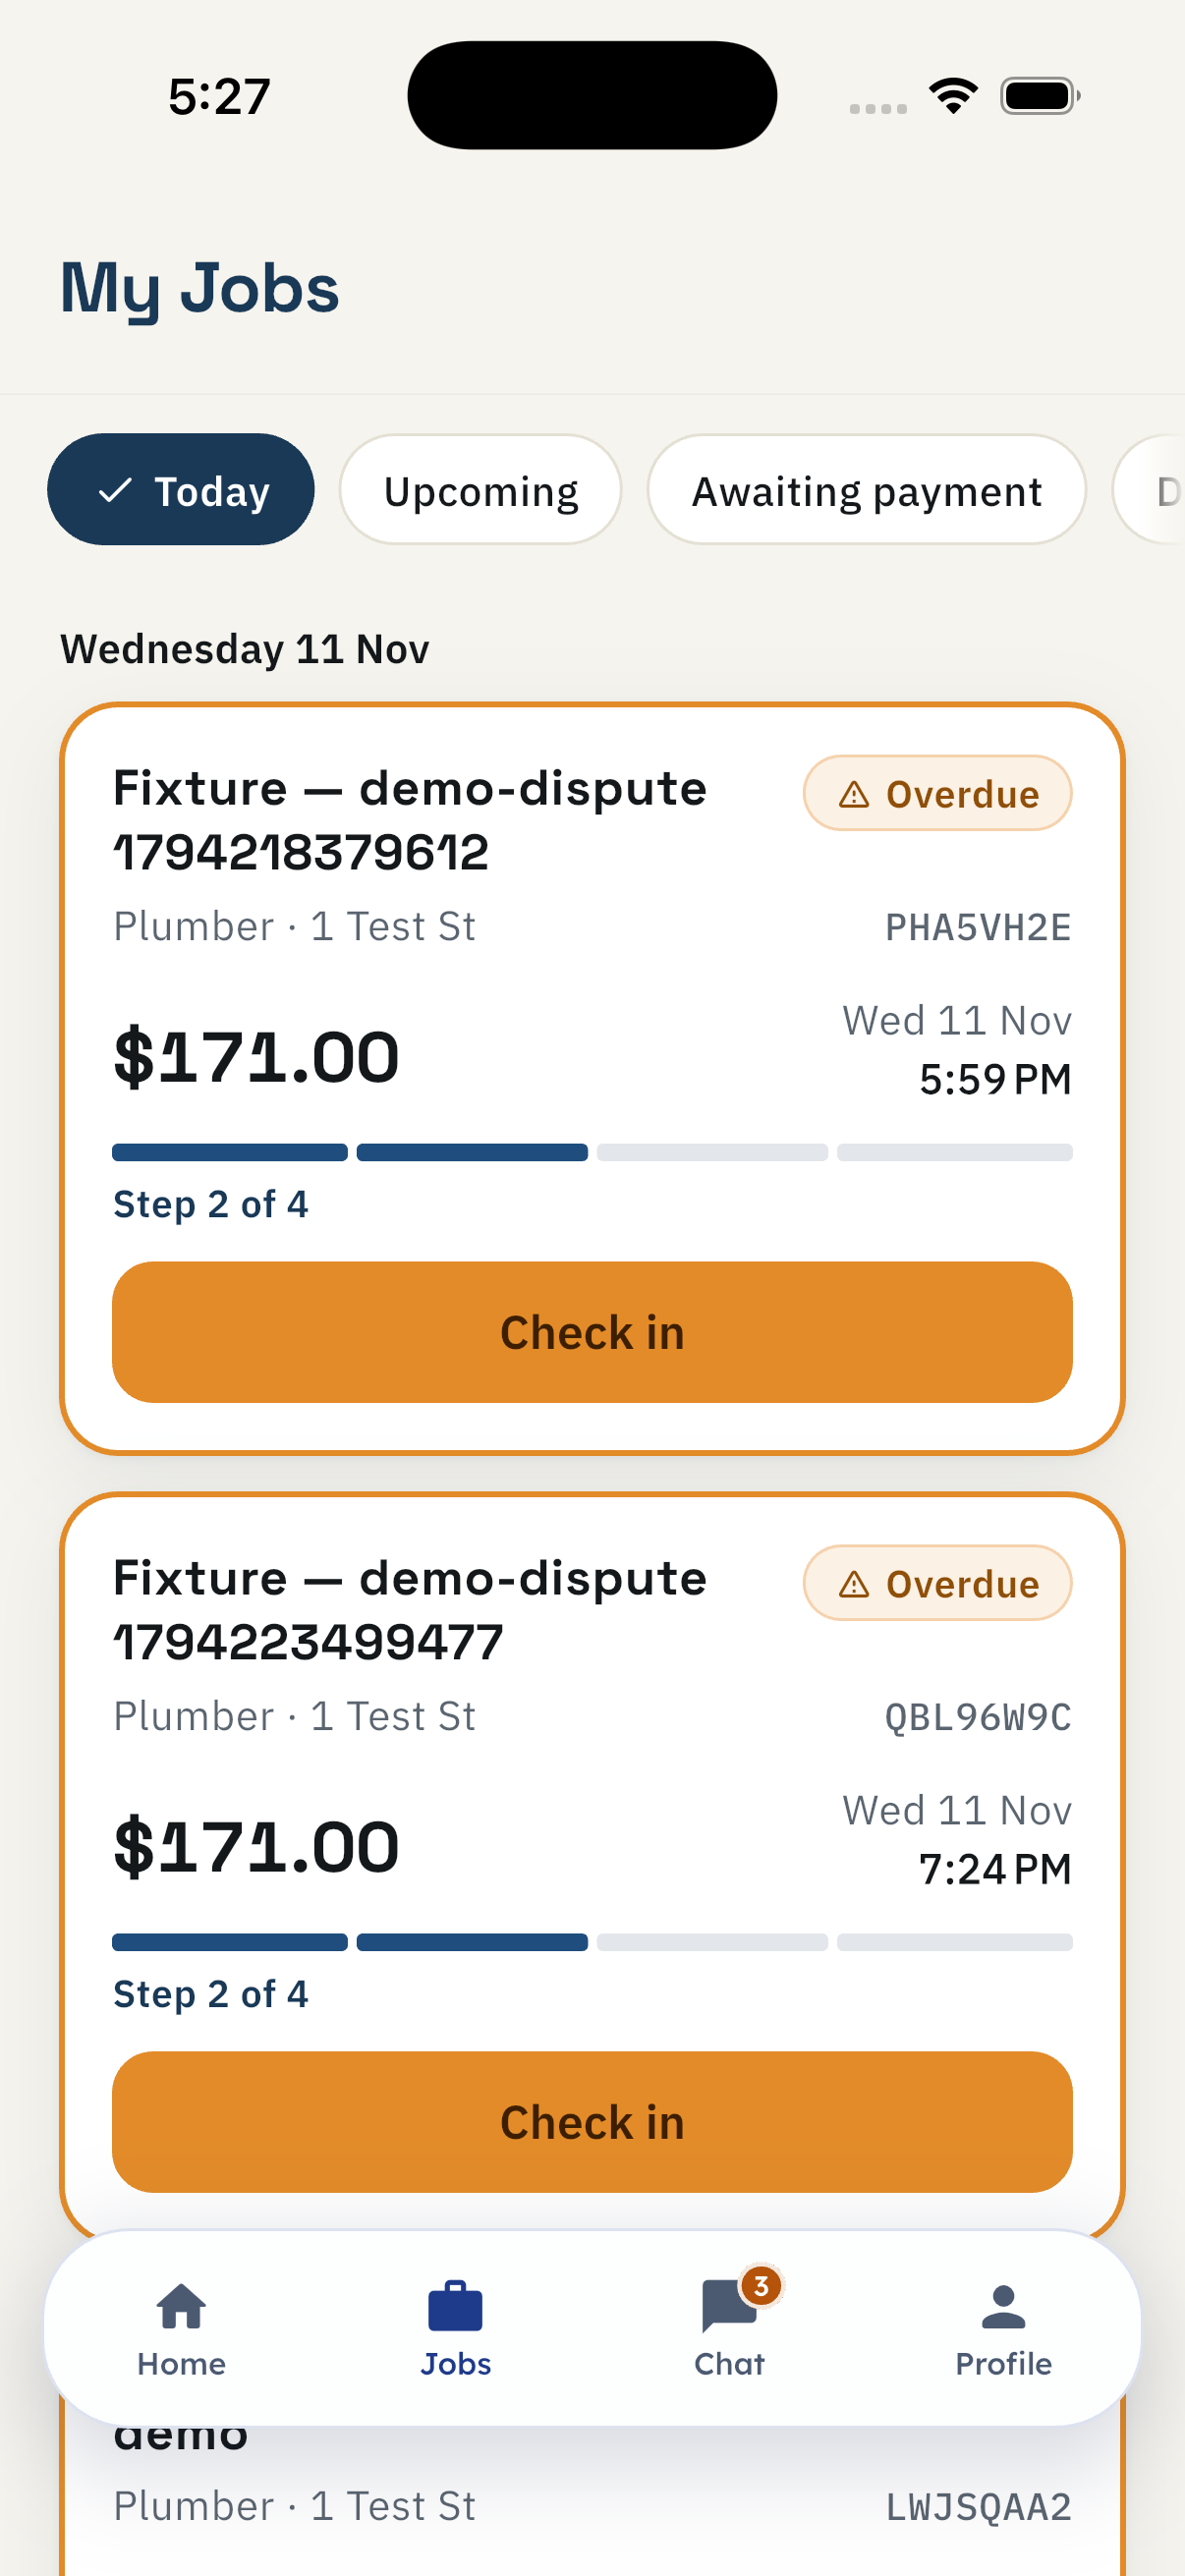 5:27
My Jobs
Today
Upcoming
Awaiting payment
D
Wednesday 11 Nov
Fixture — demo-dispute
1794218379612
Overdue
Plumber · 1 Test St
PHA5VH2E
$171.00
Wed 11 Nov
5:59 PM
Step 2 of 4
Check in
Fixture — demo-dispute
1794223499477
Overdue
Plumber · 1 Test St
QBL96W9C
$171.00
Wed 11 Nov
7:24 PM
Step 2 of 4
Check in
Home
Jobs
3
Chat
Profile
demo
Plumber · 1 Test St
LWJSQAA2